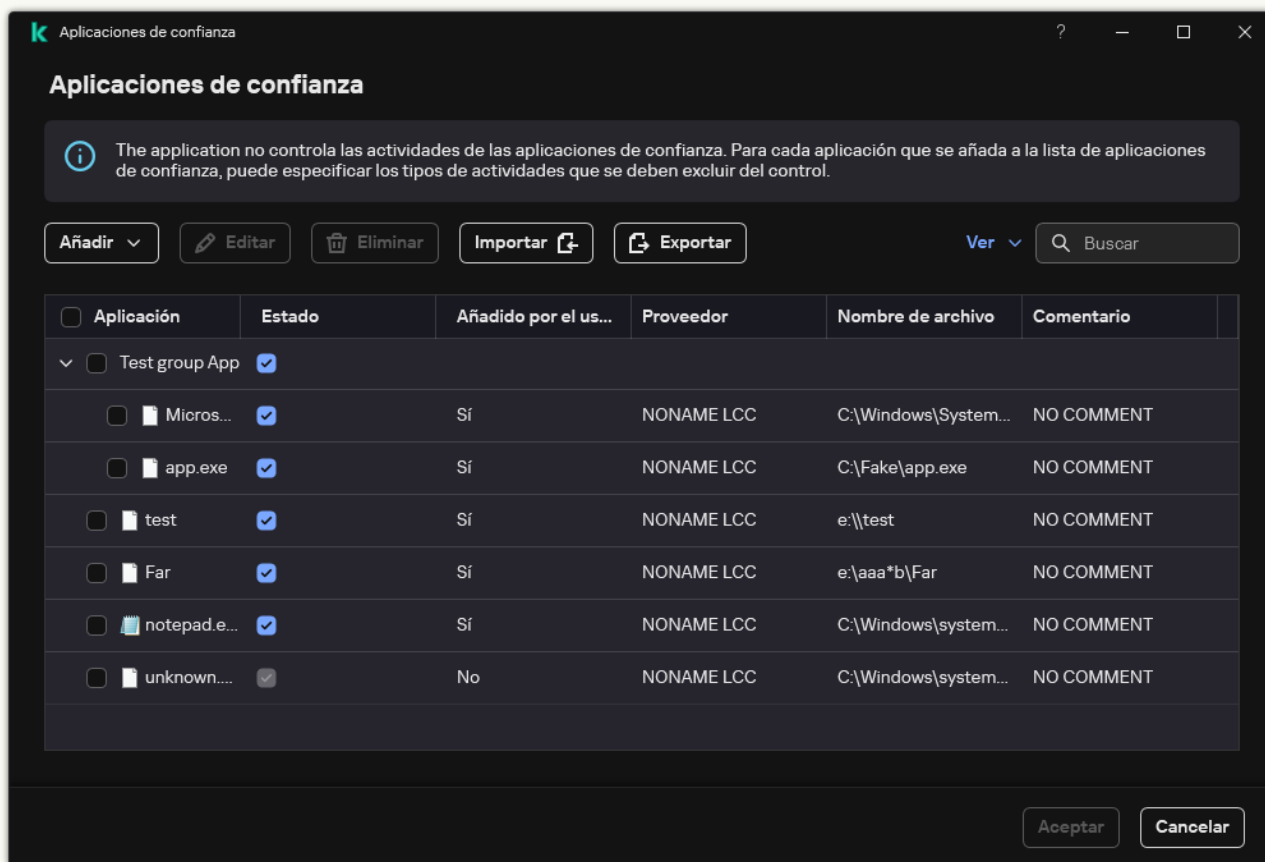 Aplicaciones de confianza
Aplicaciones de confianza
The application no controla las actividades de las aplicaciones de confianza. Para cada aplicación que se añada a la lista de aplicaciones
de confianza, puede especificar los tipos de actividades que se deben excluir del control.
Añadir Editar Eliminar Importar Exportar Ver Buscar
Aplicación Estado Añadido por el us... Proveedor Nombre de archivo Comentario
Test group App
Micros... Sí NONAME LCC C:\Windows\System... NO COMMENT
app.exe Sí NONAME LCC C:\Fake\app.exe NO COMMENT
test Sí NONAME LCC e:\\test NO COMMENT
Far Sí NONAME LCC e:\aaa*b\Far NO COMMENT
notepad.e... Sí NONAME LCC C:\Windows\system... NO COMMENT
unknown.... No NONAME LCC C:\Windows\system... NO COMMENT
Aceptar Cancelar